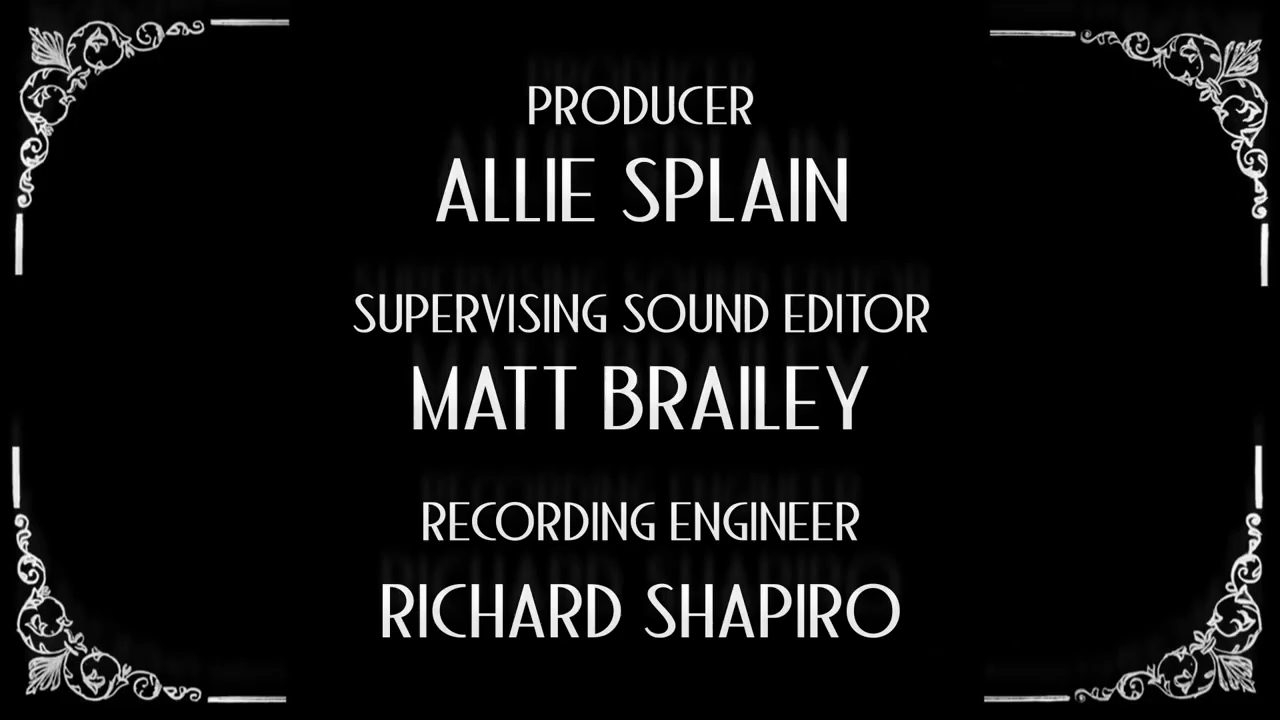 PRODUCER
ALLIE SPLAIN
SUPERVISING SOUND EDITOR
MATT BRAILEY
RECORDING ENGINEER
RICHARD SHAPIRO